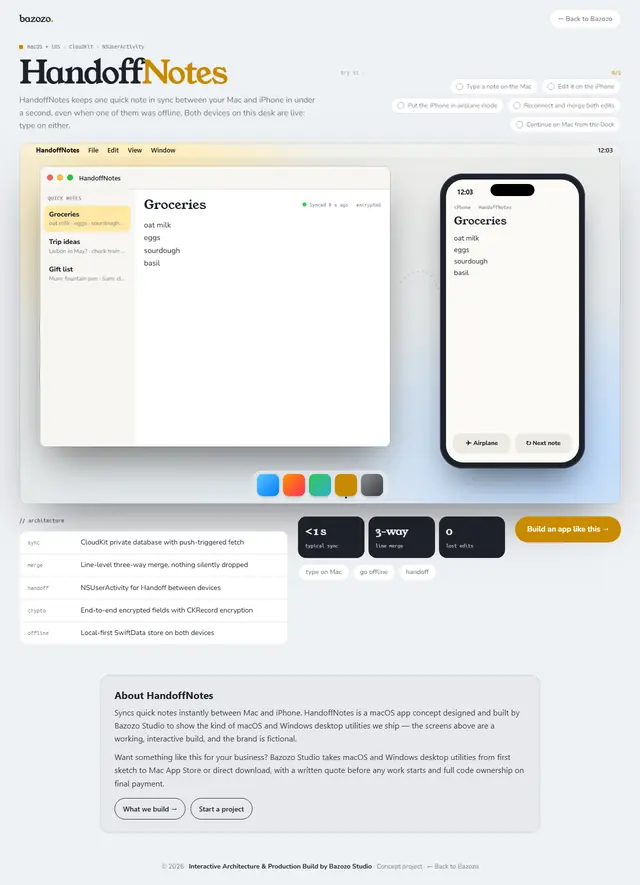 bazozo.
← Back to Bazozo
macOS + iOS · CloudKit · NSUserActivity
HandoffNotes
HandoffNotes keeps one quick note in sync between your Mac and iPhone in under
a second, even when one of them was offline. Both devices on this desk are live:
type on either.
Type a note on the Mac
Edit it on the iPhone
Put the iPhone in airplane mode
Reconnect and merge both edits
Continue on Mac from the Dock
HandoffNotes File Edit View Window
12:03
HandoffNotes
QUICK NOTES
Groceries
oat milk · eggs · sourdough…
Trip ideas
Lisbon in May? · check train…
Gift list
Mum: fountain pen · Sam: di…
Groceries
Synced 8 s ago
encrypted
oat milk
eggs
sourdough
basil
12:03
iPhone HandoffNotes
Groceries
oat milk
eggs
sourdough
basil
✈ Airplane
↻ Next note
// architecture
sync CloudKit private database with push-triggered fetch
merge Line-level three-way merge, nothing silently dropped
handoff NSUserActivity for Handoff between devices
crypto End-to-end encrypted fields with CKRecord encryption
offline Local-first SwiftData store on both devices
<1s
typical sync
3-way
line merge
0
lost edits
type on Mac
go offline
handoff
Build an app like this →
About HandoffNotes
Syncs quick notes instantly between Mac and iPhone. HandoffNotes is a macOS app concept designed and built by
Bazozo Studio to show the kind of macOS and Windows desktop utilities we ship — the screens above are a
working, interactive build, and the brand is fictional.
Want something like this for your business? Bazozo Studio takes macOS and Windows desktop utilities from first
sketch to Mac App Store or direct download, with a written quote before any work starts and full code ownership on
final payment.
What we build →
Start a project
© 2026 · Interactive Architecture & Production Build by Bazozo Studio · Concept project · ← Back to Bazozo